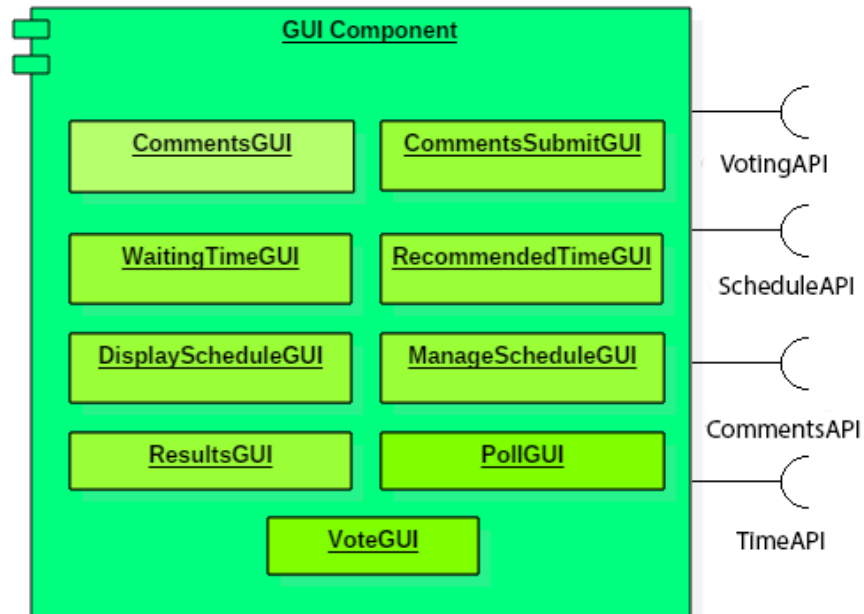 GUI Component
CommentsGUI
CommentsSubmitGUI
WaitingTimeGUI
RecommendedTimeGUI
DisplayScheduleGUI
ManageScheduleGUI
ResultsGUI
PollGUI
VoteGUI
VotingAPI
ScheduleAPI
CommentsAPI
TimeAPI